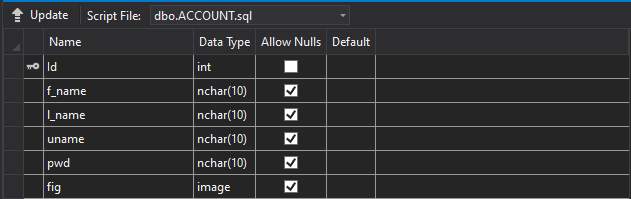 Update Script File: dbo.ACCOUNT.sql
Name Data Type Allow Nulls Default
Id int
f_name nchar(10)
l_name nchar(10)
uname nchar(10)
pwd nchar(10)
fig image